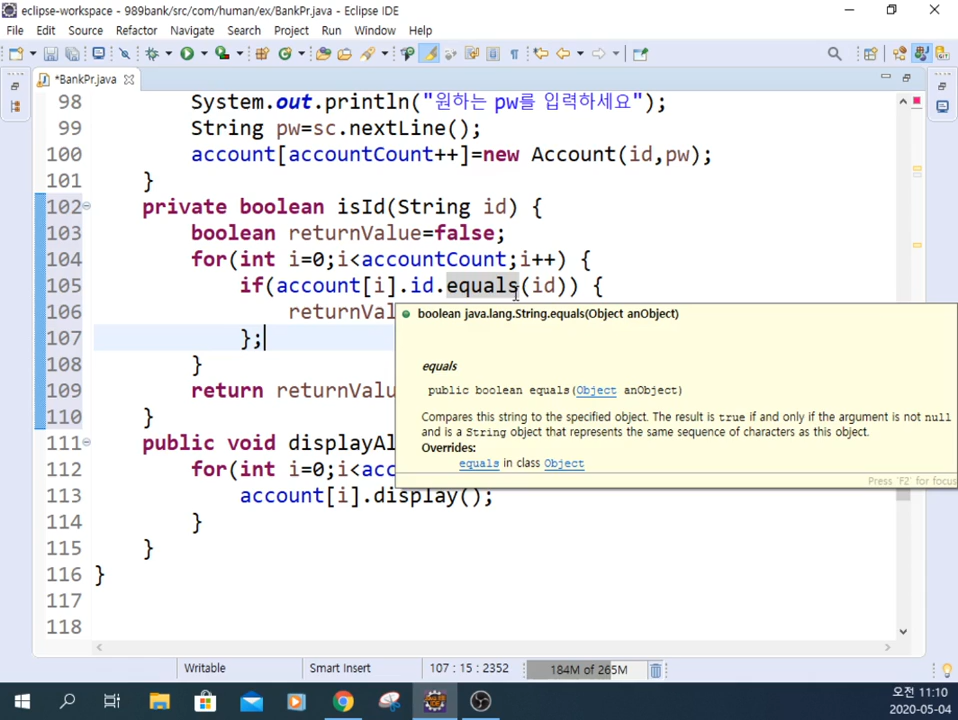 eclipse-workspace - 989bank/src/com/human/ex/BankPr.java - Eclipse IDE
File Edit Source Refactor Navigate Search Project Run Window Help
*BankPr.java
98 System.out.println("원하는 pw를 입력하세요");
99 String pw=sc.nextLine();
100 account[accountCount++]=new Account(id,pw);
101 }
102 private boolean isId(String id) {
103 boolean returnValue=false;
104 for(int i=0;i<accountCount;i++) {
105 if(account[i].id.equals(id)) {
106 returnVal
boolean java.lang.String.equals(Object anObject)
107 };
equals
108 }
109 return returnValu
public boolean equals(Object anObject)
110 }
Compares this string to the specified object. The result is true if and only if the argument is not null
and is a String object that represents the same sequence of characters as this object.
111 public void displayAl
Overrides:
equals in class Object
112 for(int i=0;i<acc
Press 'F2' for focus
113 account[i].display();
114 }
115 }
116 }
117
118
Writable Smart Insert 107 : 15 : 2352 184M of 265M
오전 11:10
2020-05-04